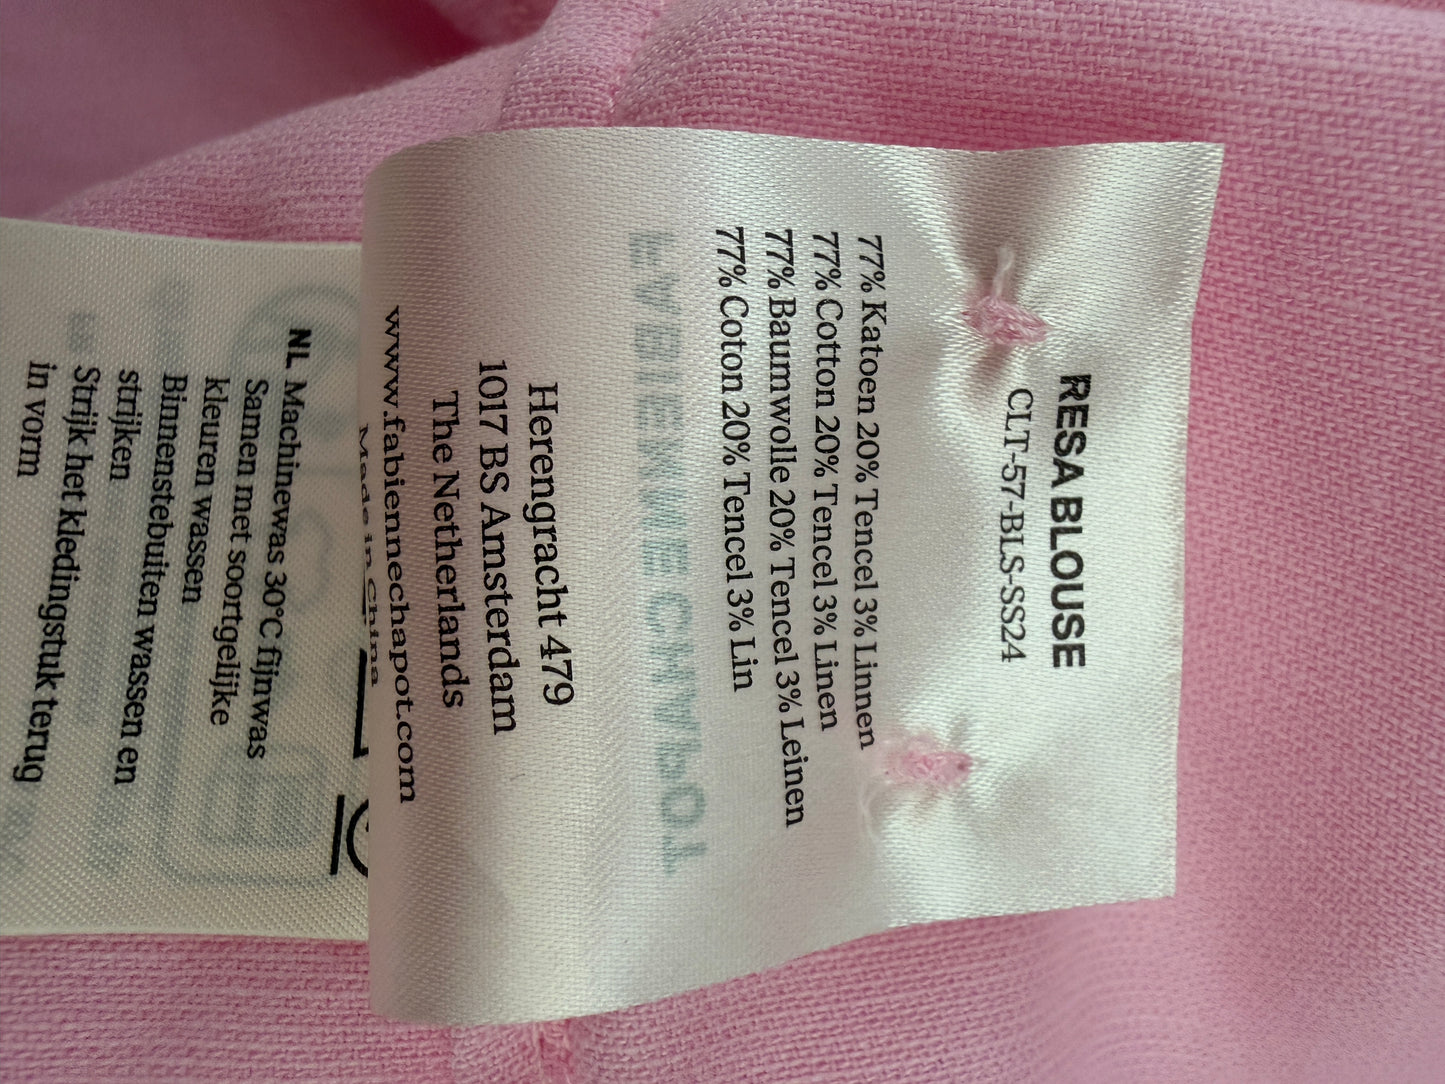 RESA BLOUSE
CLT-57-BLS-SS24
77% Katoen 20% Tencel 3% Linnen
77% Cotton 20% Tencel 3% Linen
77% Baumwolle 20% Tencel 3% Leinen
77% Coton 20% Tencel 3% Lin
FABIENNE CHAPOT
Herengracht 479
1017 BS Amsterdam
The Netherlands
www.fabiennechapot.com
Made in China
NL Machinewas 30°C fijnwas
Samen met soortgelijke
kleuren wassen
Binnenstebuiten wassen en
strijken
Strijk het kledingstuk terug
in vorm